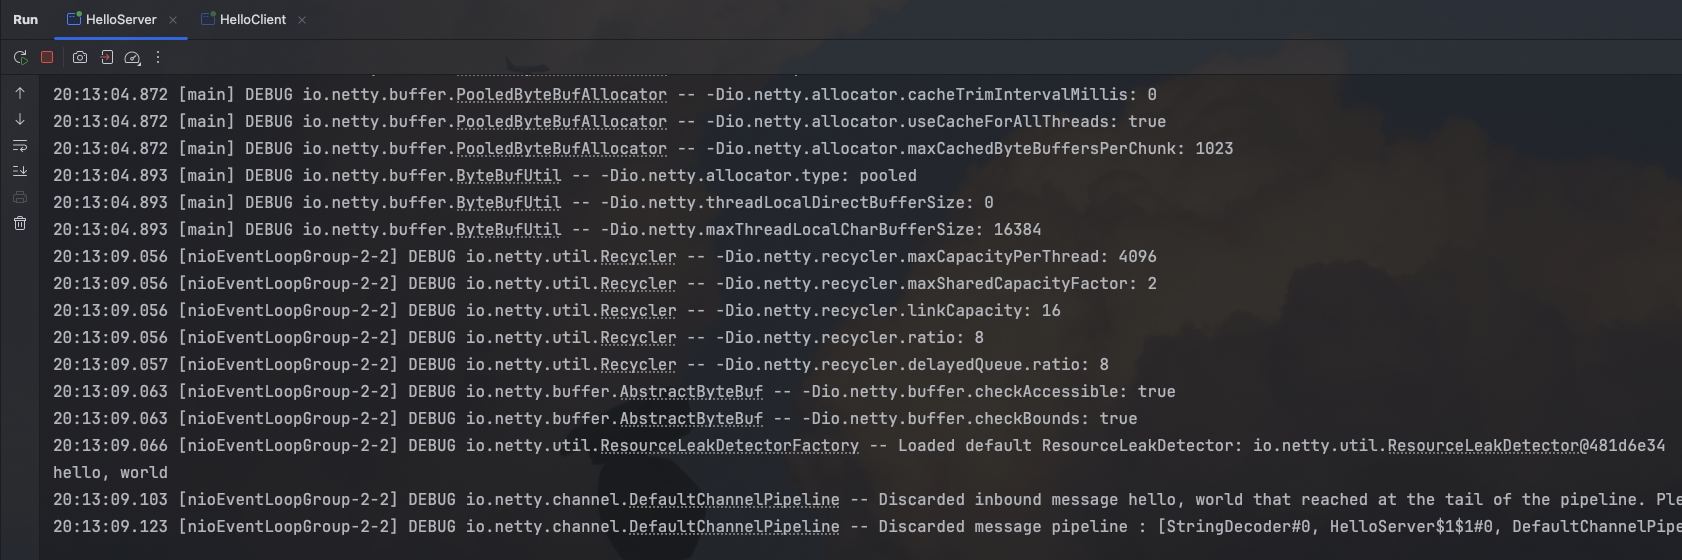 Run HelloServer HelloClient
20:13:04.872 [main] DEBUG io.netty.buffer.PooledByteBufAllocator -- -Dio.netty.allocator.cacheTrimIntervalMillis: 0
20:13:04.872 [main] DEBUG io.netty.buffer.PooledByteBufAllocator -- -Dio.netty.allocator.useCacheForAllThreads: true
20:13:04.872 [main] DEBUG io.netty.buffer.PooledByteBufAllocator -- -Dio.netty.allocator.maxCachedByteBuffersPerChunk: 1023
20:13:04.893 [main] DEBUG io.netty.buffer.ByteBufUtil -- -Dio.netty.allocator.type: pooled
20:13:04.893 [main] DEBUG io.netty.buffer.ByteBufUtil -- -Dio.netty.threadLocalDirectBufferSize: 0
20:13:04.893 [main] DEBUG io.netty.buffer.ByteBufUtil -- -Dio.netty.maxThreadLocalCharBufferSize: 16384
20:13:09.056 [nioEventLoopGroup-2-2] DEBUG io.netty.util.Recycler -- -Dio.netty.recycler.maxCapacityPerThread: 4096
20:13:09.056 [nioEventLoopGroup-2-2] DEBUG io.netty.util.Recycler -- -Dio.netty.recycler.maxSharedCapacityFactor: 2
20:13:09.056 [nioEventLoopGroup-2-2] DEBUG io.netty.util.Recycler -- -Dio.netty.recycler.linkCapacity: 16
20:13:09.056 [nioEventLoopGroup-2-2] DEBUG io.netty.util.Recycler -- -Dio.netty.recycler.ratio: 8
20:13:09.057 [nioEventLoopGroup-2-2] DEBUG io.netty.util.Recycler -- -Dio.netty.recycler.delayedQueue.ratio: 8
20:13:09.063 [nioEventLoopGroup-2-2] DEBUG io.netty.buffer.AbstractByteBuf -- -Dio.netty.buffer.checkAccessible: true
20:13:09.063 [nioEventLoopGroup-2-2] DEBUG io.netty.buffer.AbstractByteBuf -- -Dio.netty.buffer.checkBounds: true
20:13:09.066 [nioEventLoopGroup-2-2] DEBUG io.netty.util.ResourceLeakDetectorFactory -- Loaded default ResourceLeakDetector: io.netty.util.ResourceLeakDetector@481d6e34
hello, world
20:13:09.103 [nioEventLoopGroup-2-2] DEBUG io.netty.channel.DefaultChannelPipeline -- Discarded inbound message hello, world that reached at the tail of the pipeline. Ple
20:13:09.123 [nioEventLoopGroup-2-2] DEBUG io.netty.channel.DefaultChannelPipeline -- Discarded message pipeline : [StringDecoder#0, HelloServer$1$1#0, DefaultChannelPipe